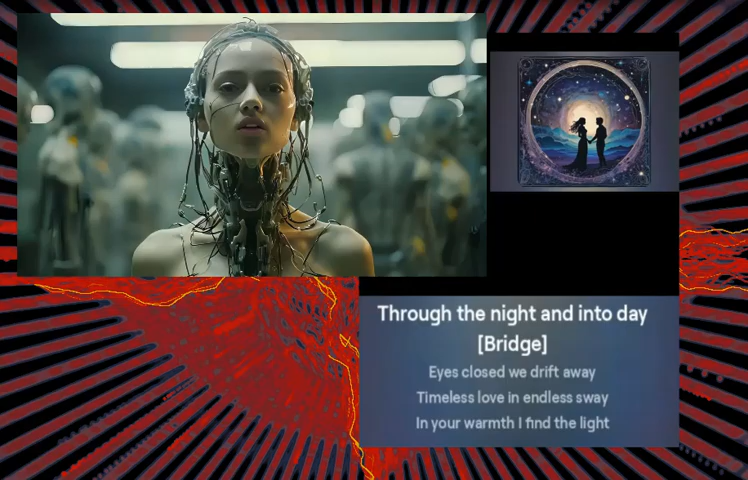 Through the night and into day
[Bridge]
Eyes closed we drift away
Timeless love in endless sway
In your warmth I find the light